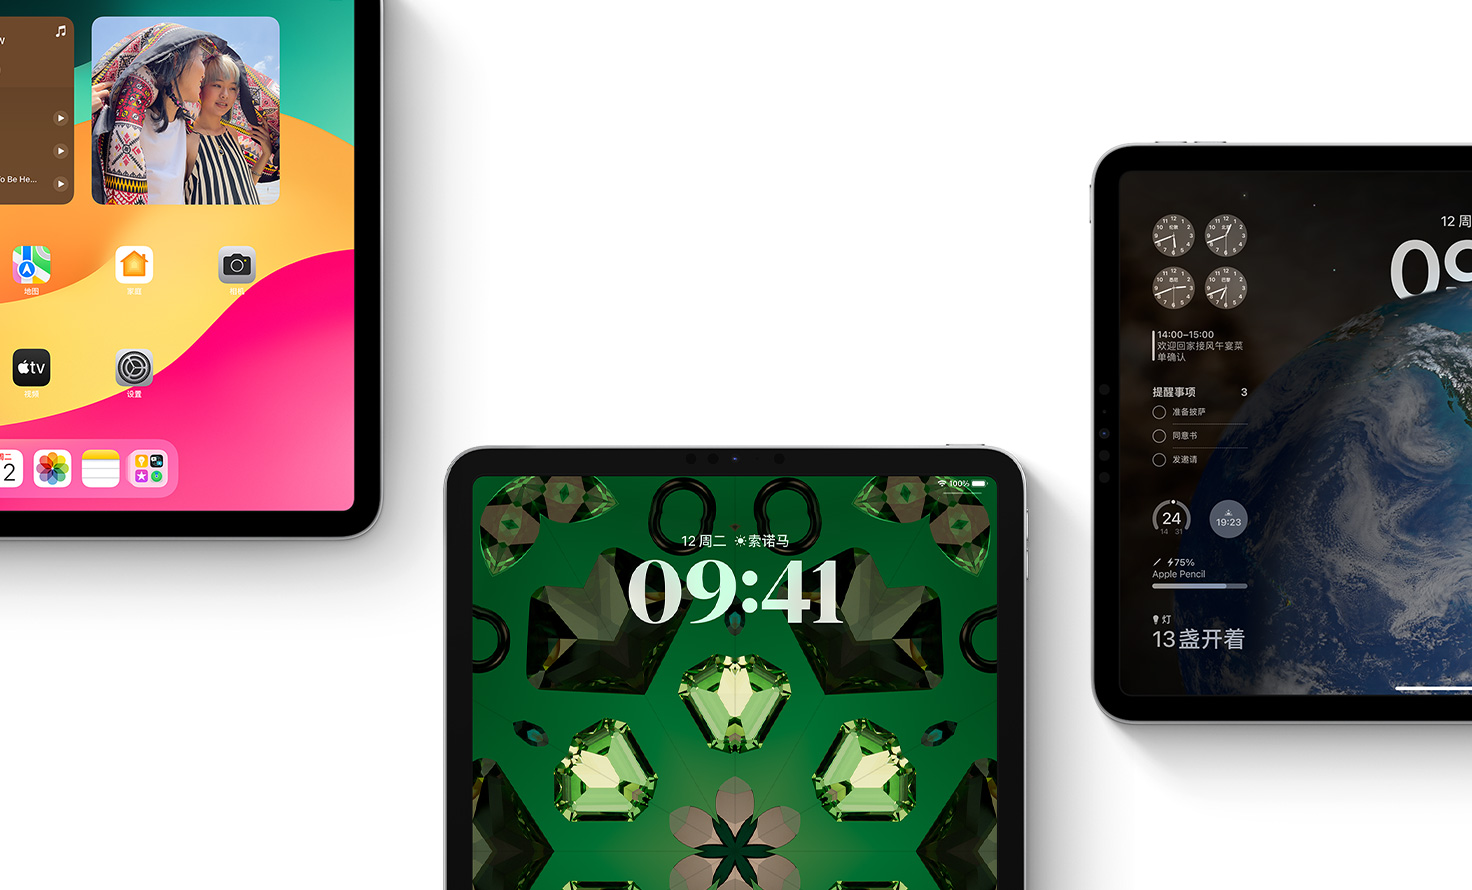 w
To Be He...
地图
家庭
相机
tv
视频
设置
周二
2
100%
12 周二 索诺马
09:41
12 周
09
14:00–15:00
欢迎回家接风午宴菜
单确认
提醒事项 3
准备披萨
同意书
发邀请
24
14 31
19:23
75%
Apple Pencil
灯
13盏开着